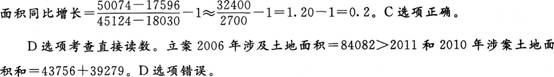 面积同比增长=\frac{50074-17596}{45124-18030}-1≈\frac{32400}{2700}-1=1.20-1=0.2。C选项正确。
D选项考查直接读数。立案2006年涉及土地面积=84082>2011和2010年涉案土地面
积和=43756+39279。D选项错误。